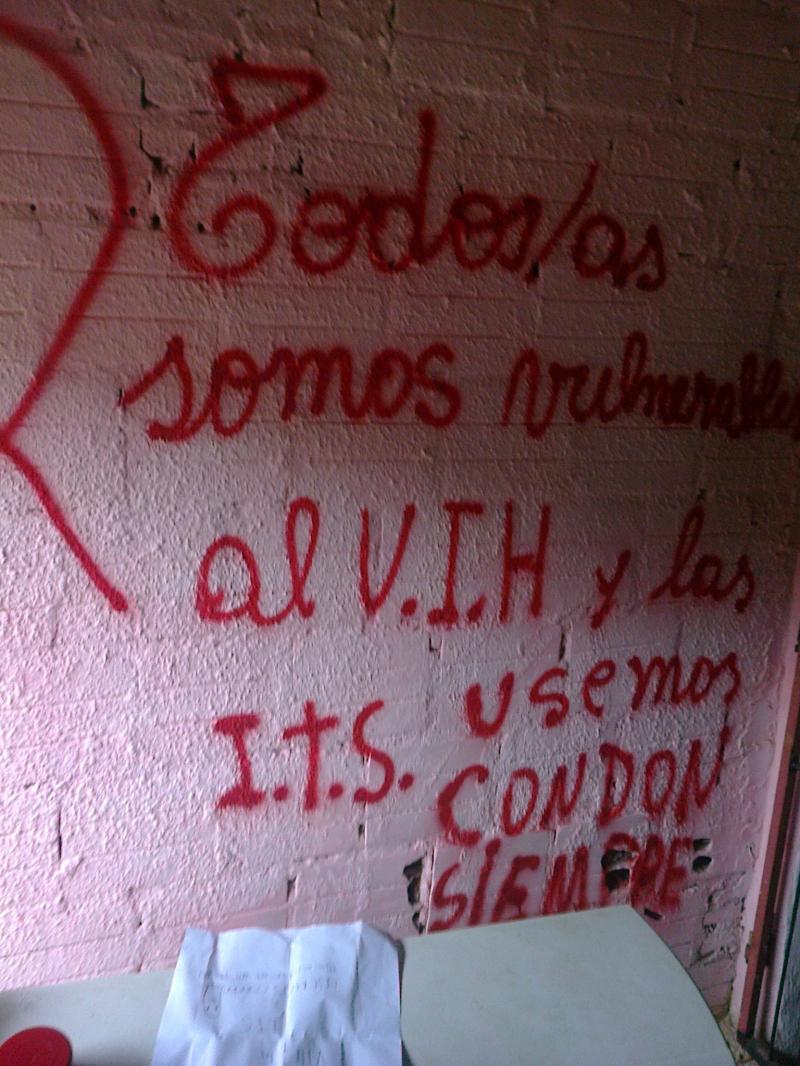 Todos/as
somos vulnerables
al V.I.H y las
I.t.S. usemos
CONDON
SIEMPRE